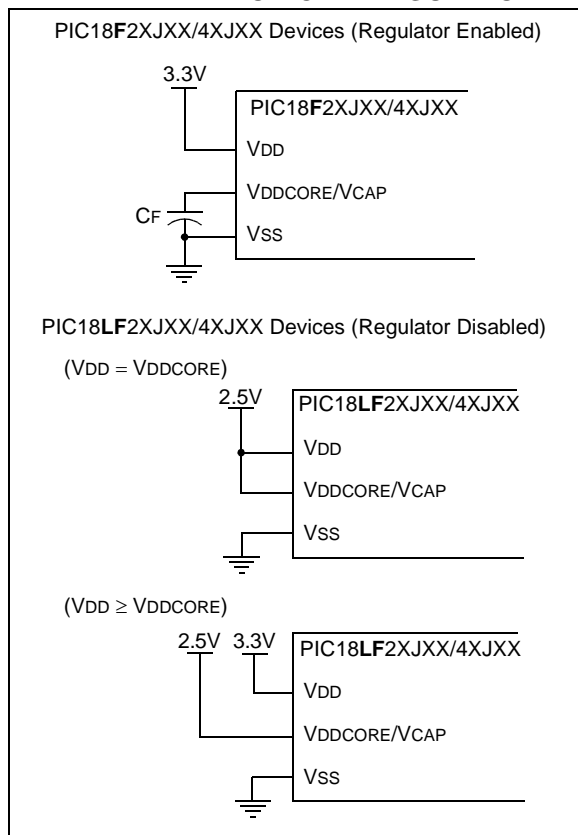 PIC18F2XJXX/4XJXX Devices (Regulator Enabled)
3.3V
PIC18F2XJXX/4XJXX
VDD
VDDCORE/VCAP
CF
VSS
PIC18LF2XJXX/4XJXX Devices (Regulator Disabled)
(VDD = VDDCORE)
2.5V
PIC18LF2XJXX/4XJXX
VDD
VDDCORE/VCAP
VSS
(VDD ≥ VDDCORE)
2.5V 3.3V
PIC18LF2XJXX/4XJXX
VDD
VDDCORE/VCAP
VSS